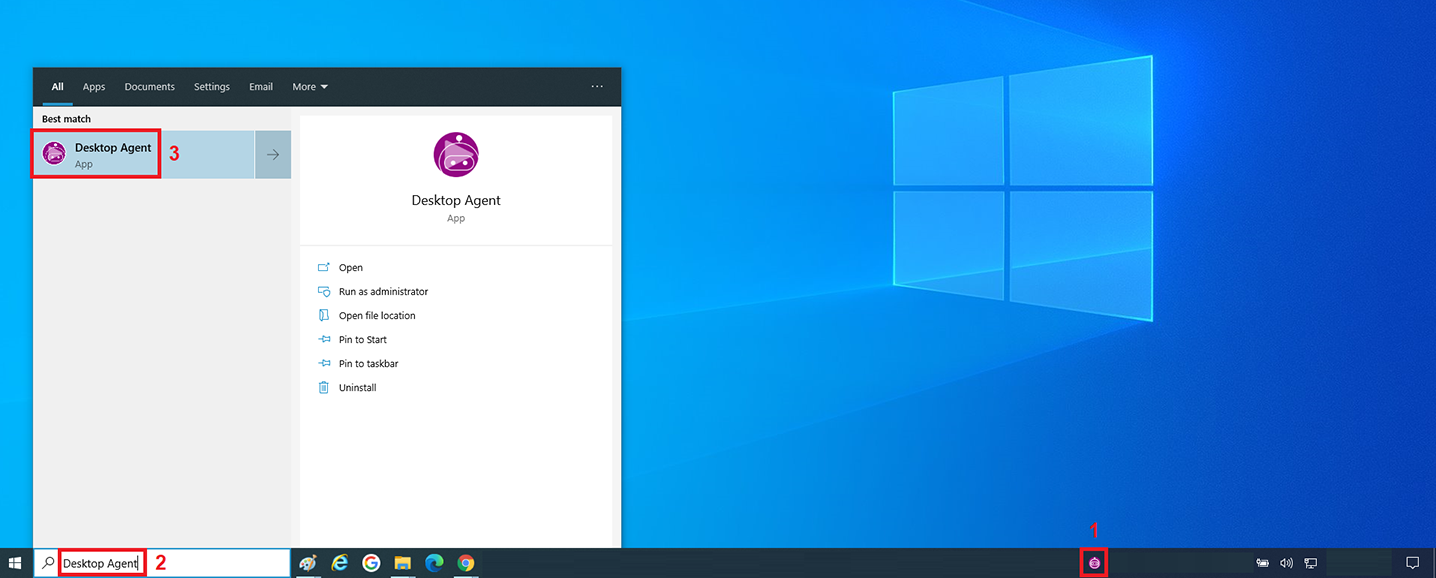 All Apps Documents Settings Email More ...
Best match
Desktop Agent
App
3
Desktop Agent
App
Open
Run as administrator
Open file location
Pin to Start
Pin to taskbar
Uninstall
1
Desktop Agent 2